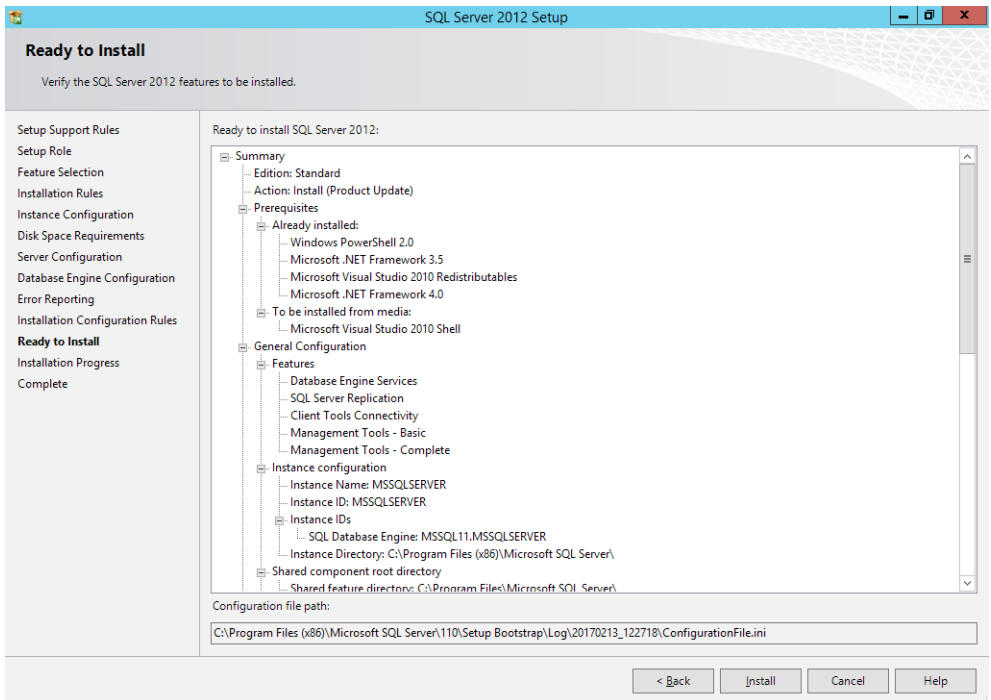 SQL Server 2012 Setup
Ready to Install
Verify the SQL Server 2012 features to be installed.
Setup Support Rules
Setup Role
Feature Selection
Installation Rules
Instance Configuration
Disk Space Requirements
Server Configuration
Database Engine Configuration
Error Reporting
Installation Configuration Rules
Ready to Install
Installation Progress
Complete
Ready to install SQL Server 2012:
Summary
Edition: Standard
Action: Install (Product Update)
Prerequisites
Already installed:
Windows PowerShell 2.0
Microsoft .NET Framework 3.5
Microsoft Visual Studio 2010 Redistributables
Microsoft .NET Framework 4.0
To be installed from media:
Microsoft Visual Studio 2010 Shell
General Configuration
Features
Database Engine Services
SQL Server Replication
Client Tools Connectivity
Management Tools - Basic
Management Tools - Complete
Instance configuration
Instance Name: MSSQLSERVER
Instance ID: MSSQLSERVER
Instance IDs
SQL Database Engine: MSSQL11.MSSQLSERVER
Instance Directory: C:\Program Files (x86)\Microsoft SQL Server\
Shared component root directory
Shared feature directory: C:\Program Files\Microsoft SQL Server\
Configuration file path:
C:\Program Files (x86)\Microsoft SQL Server\110\Setup Bootstrap\Log\20170213_122718\ConfigurationFile.ini
< Back
Install
Cancel
Help